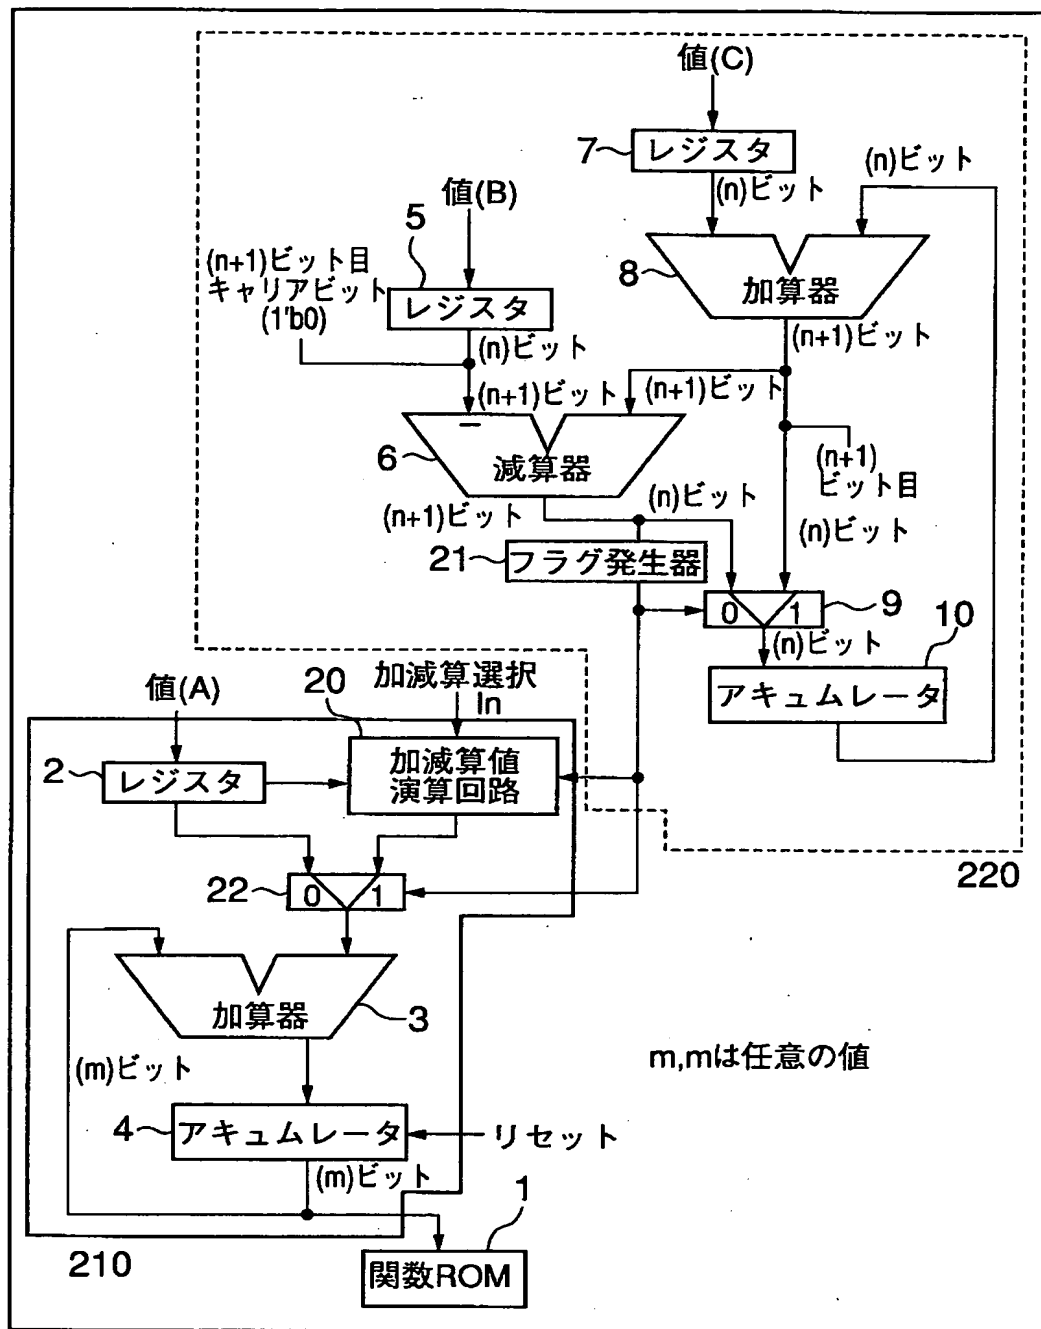 値(C)
7
レジスタ
(n)ビット
(n)ビット
値(B)
5
(n+1)ビット目
キャリアビット
(1'b0)
レジスタ
(n)ビット
8
加算器
(n+1)ビット
(n+1)ビット
(n+1)ビット
−
6
減算器
(n+1)
ビット目
(n+1)ビット
(n)ビット
(n)ビット
21
フラグ発生器
0
1
9
(n)ビット
10
アキュムレータ
値(A)
20
加減算選択
In
2
レジスタ
加減算値
演算回路
22
0
1
220
加算器
3
(m)ビット
m,mは任意の値
4
アキュムレータ
リセット
(m)ビット
1
210
関数ROM